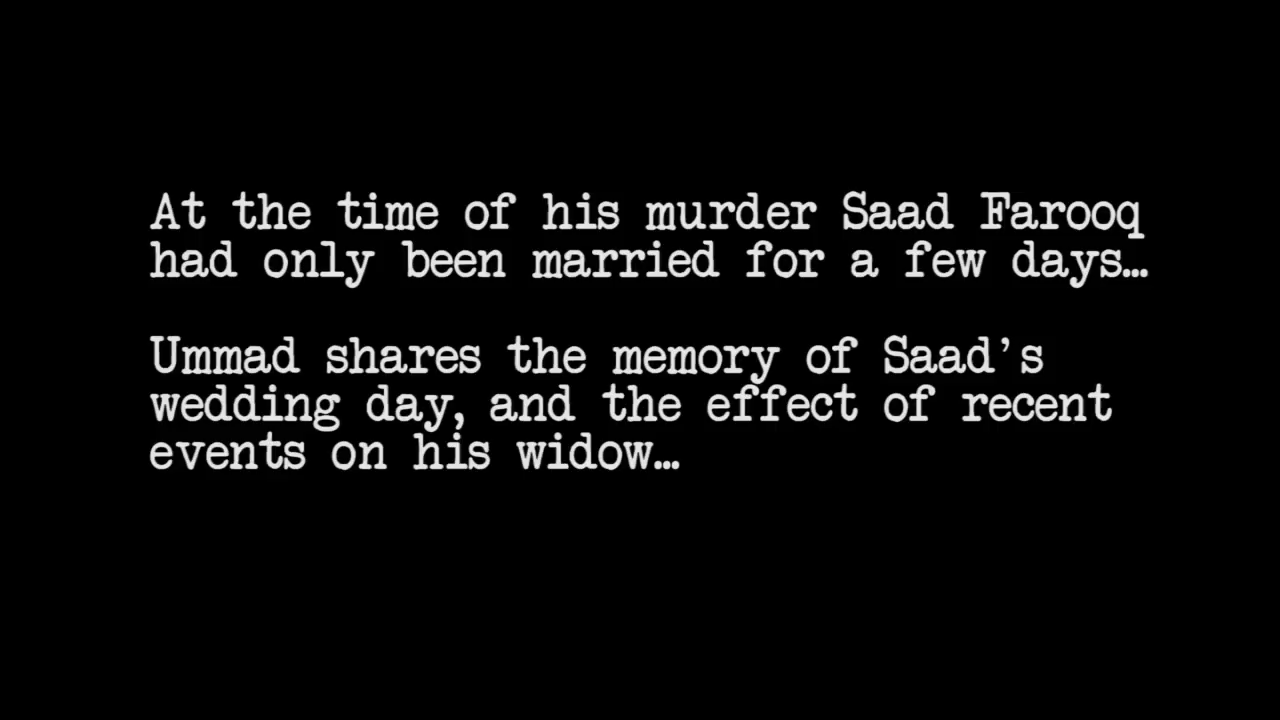 At the time of his murder Saad Farooq
had only been married for a few days…
Ummad shares the memory of Saad's
wedding day, and the effect of recent
events on his widow…